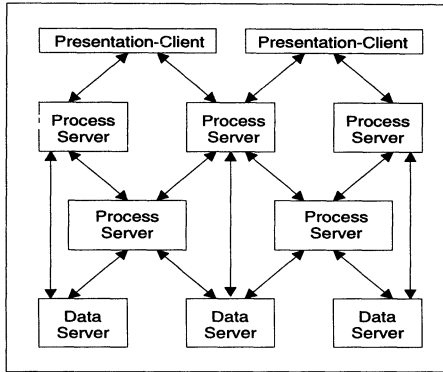 Presentation-Client
Presentation-Client
Process
Server
Process
Server
Process
Server
Process
Server
Process
Server
Data
Server
Data
Server
Data
Server